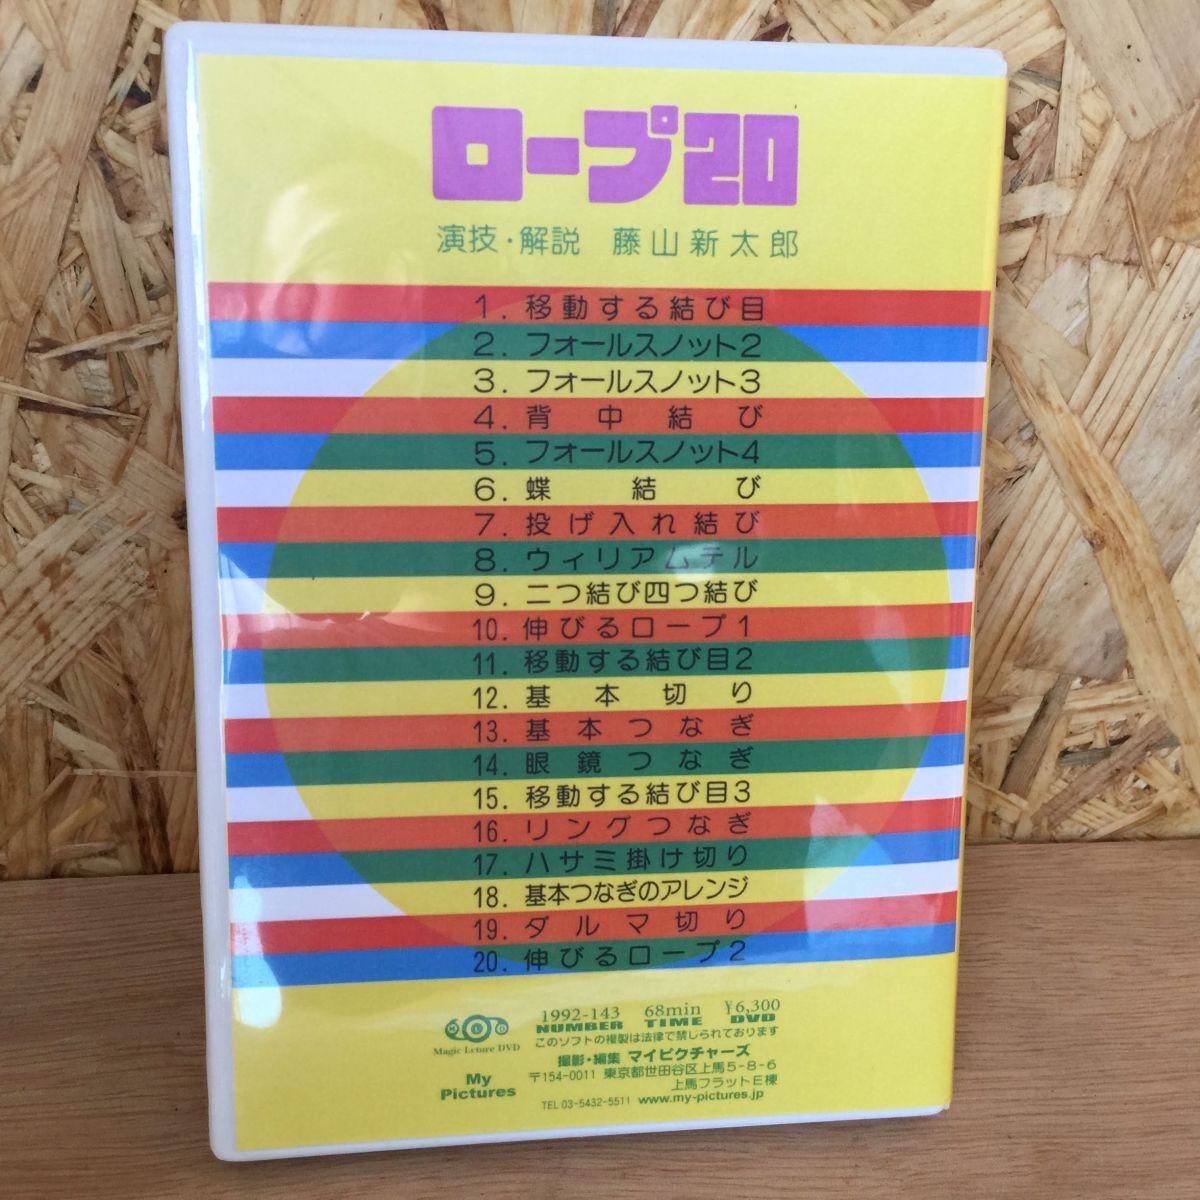 ロープ20
演技・解説 藤山新太郎
1. 移動する結び目
2. フォールスノット2
3. フォールスノット3
4. 背中結び
5. フォールスノット4
6. 蝶結び
7. 投げ入れ結び
8. ウィリアムテル
9. 二つ結び四つ結び
10. 伸びるロープ1
11. 移動する結び目2
12. 基本切り
13. 基本つなぎ
14. 眼鏡つなぎ
15. 移動する結び目3
16. リングつなぎ
17. ハサミ掛け切り
18. 基本つなぎのアレンジ
19. ダルマ切り
20. 伸びるロープ2
1992-143 68min ¥6,300
NUMBER TIME DVD
Magic Lcture DVD
このソフトの複製は法律で禁じられております
撮影・編集 マイピクチャーズ
My Pictures
〒154-0011 東京都世田谷区上馬5-8-6
上馬フラットE棟
TEL 03-5432-5511 www.my-pictures.jp